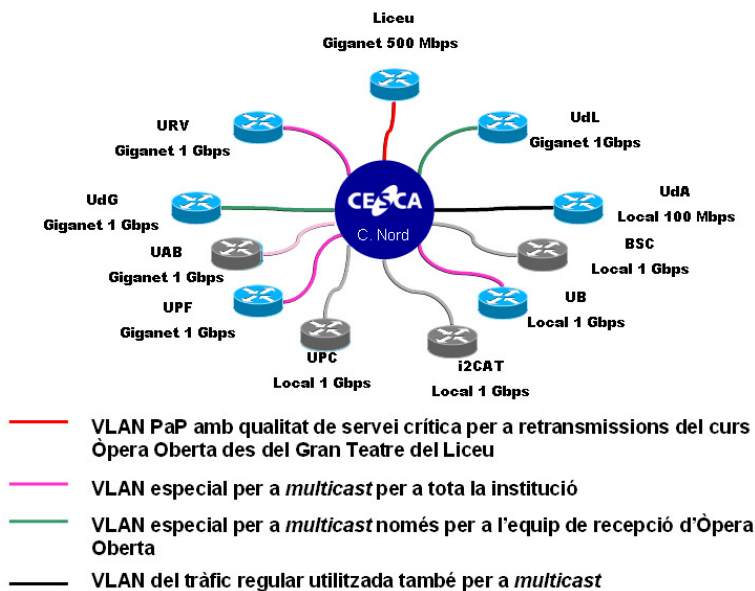 Liceu
Giganet 500 Mbps
URV
Giganet 1 Gbps
UdL
Giganet 1Gbps
UdG
Giganet 1 Gbps
CESCA
C. Nord
UdA
Local 100 Mbps
UAB
Giganet 1 Gbps
BSC
Local 1 Gbps
UPF
Giganet 1 Gbps
UB
Local 1 Gbps
UPC
Local 1 Gbps
i2CAT
Local 1 Gbps
VLAN PaP amb qualitat de servei crítica per a retransmissions del curs
Òpera Oberta des del Gran Teatre del Liceu
VLAN especial per a multicast per a tota la institució
VLAN especial per a multicast només per a l'equip de recepció d'Òpera
Oberta
VLAN del tràfic regular utilitzada també per a multicast